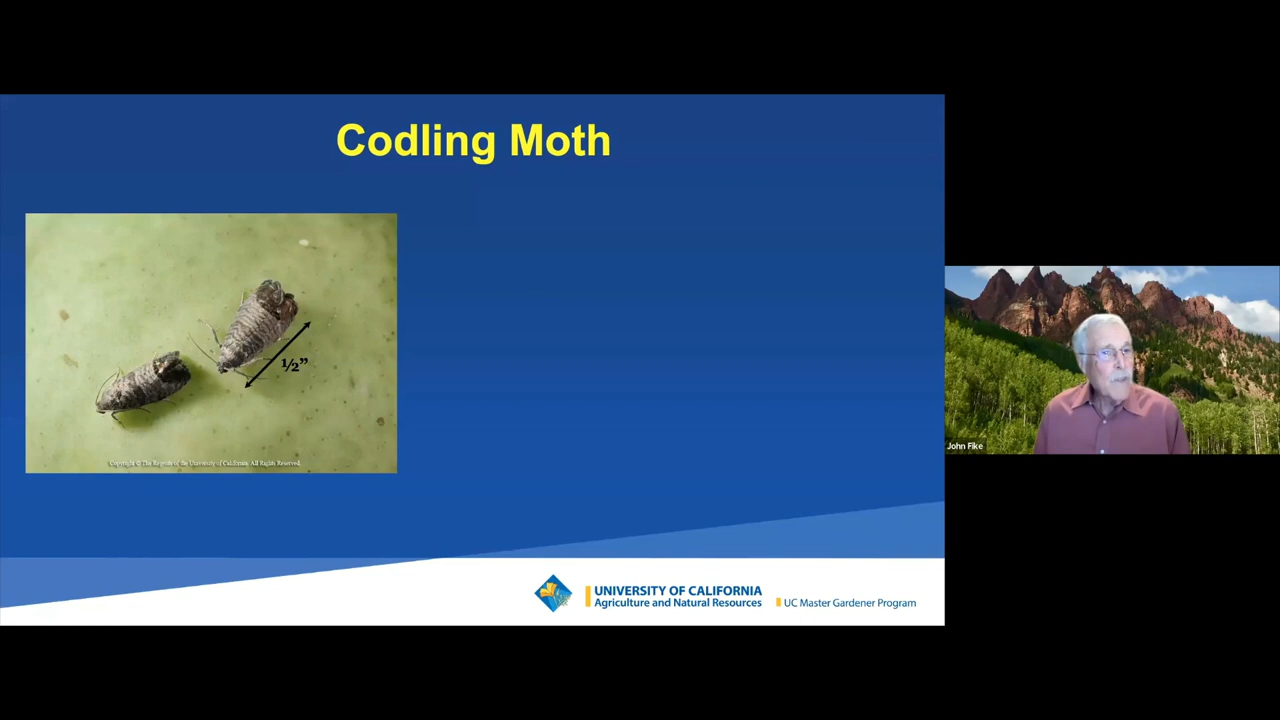 Codling Moth
½”
Copyright © The Regents of the University of California. All Rights Reserved.
John Fike
UNIVERSITY OF CALIFORNIA
Agriculture and Natural Resources
UC Master Gardener Program